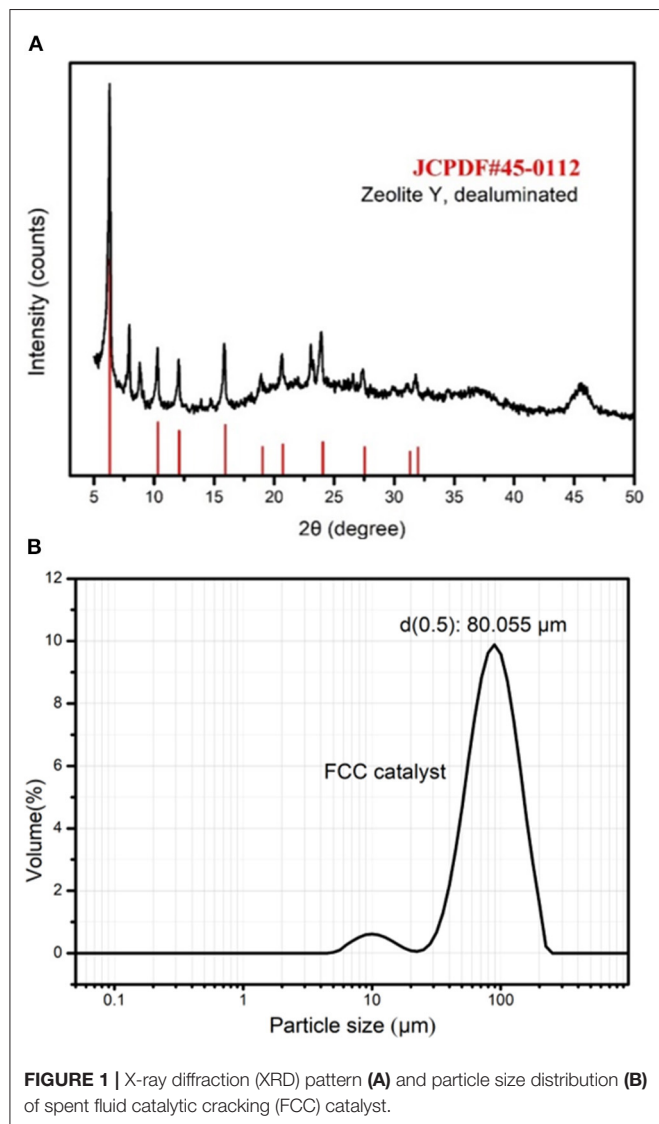 A
JCPDF#45-0112
Zeolite Y, dealuminated
Intensity (counts)
5 10 15 20 25 30 35 40 45 50
2θ (degree)
B
12
10
8
6
4
2
0
d(0.5): 80.055 μm
FCC catalyst
Volume(%)
0.1 1 10 100
Particle size (μm)
FIGURE 1 | X-ray diffraction (XRD) pattern (A) and particle size distribution (B)
of spent fluid catalytic cracking (FCC) catalyst.